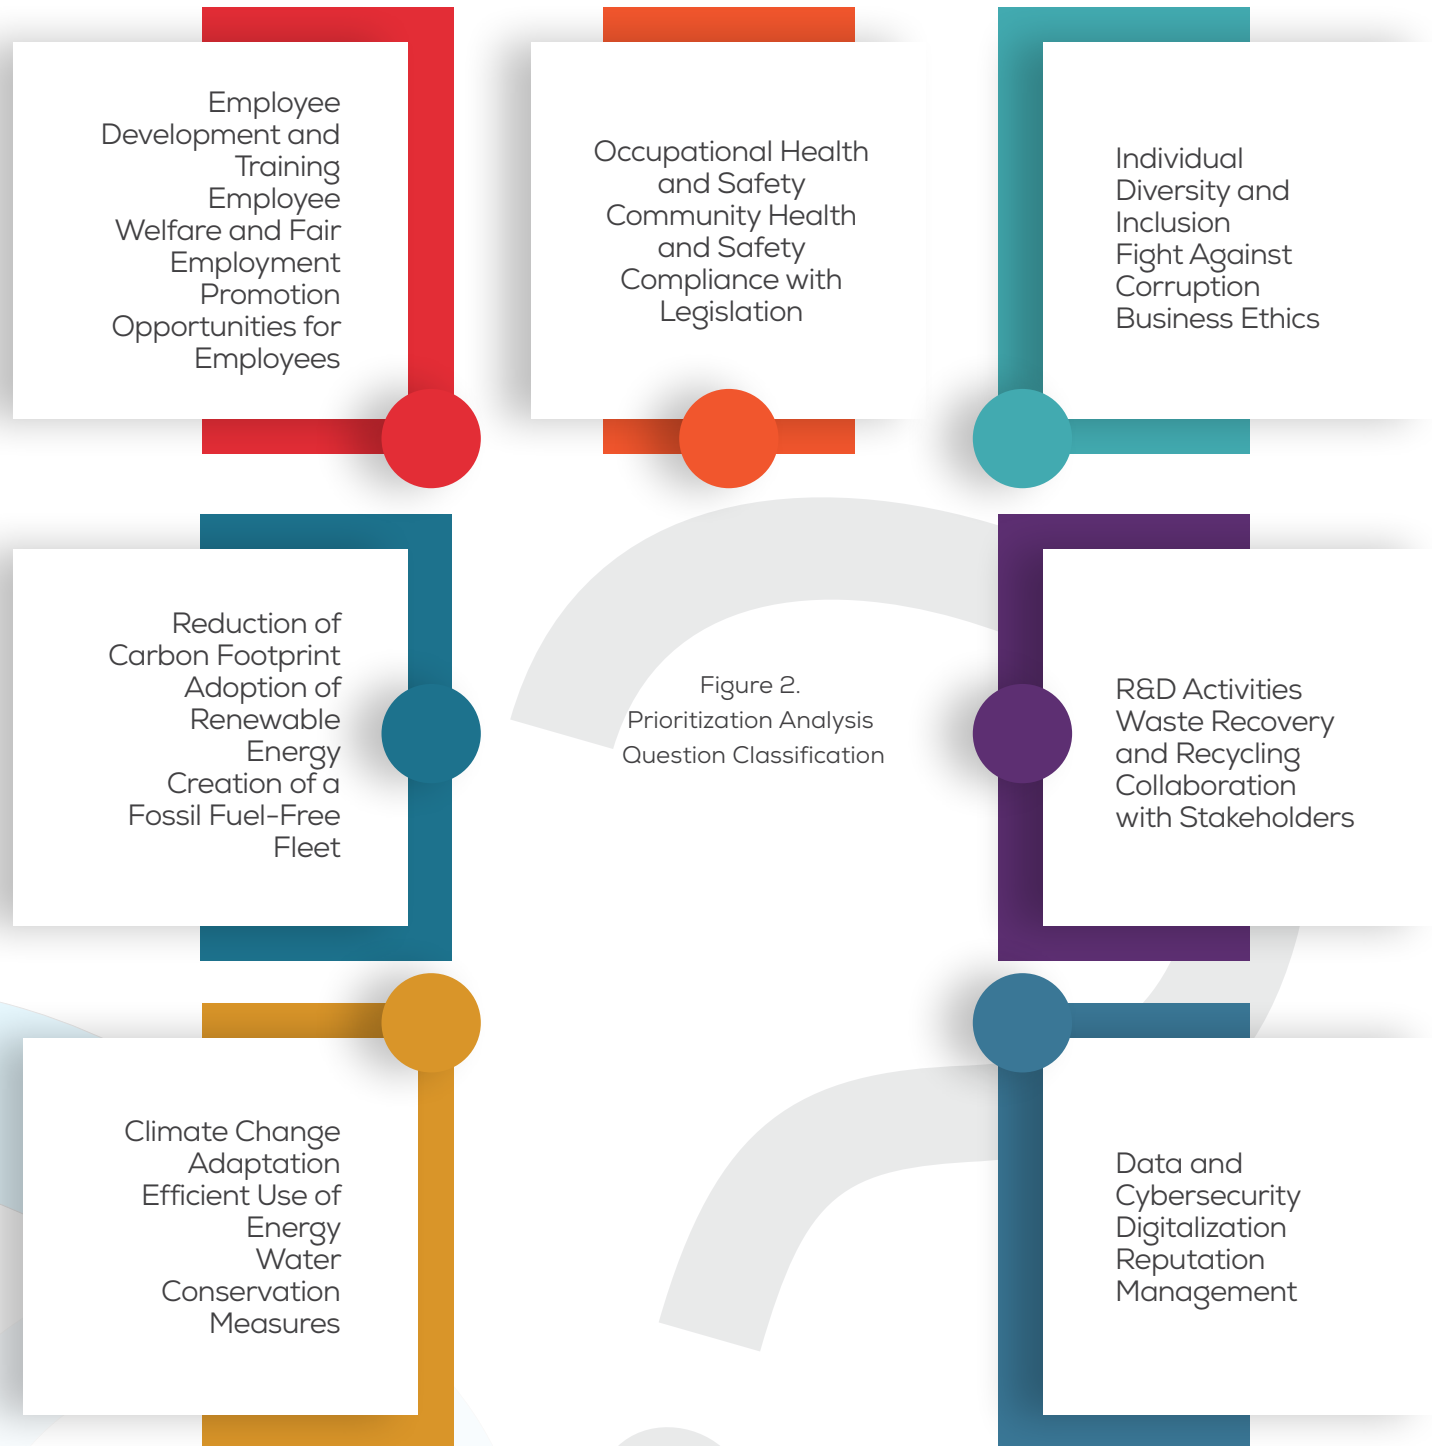 Employee
Development and
Training
Employee
Welfare and Fair
Employment
Promotion
Opportunities for
Employees
Occupational Health
and Safety
Community Health
and Safety
Compliance with
Legislation
Individual
Diversity and
Inclusion
Fight Against
Corruption
Business Ethics
Reduction of
Carbon Footprint
Adoption of
Renewable
Energy
Creation of a
Fossil Fuel-Free
Fleet
Figure 2.
Prioritization Analysis
Question Classification
R&D Activities
Waste Recovery
and Recycling
Collaboration
with Stakeholders
Climate Change
Adaptation
Efficient Use of
Energy
Water
Conservation
Measures
Data and
Cybersecurity
Digitalization
Reputation
Management